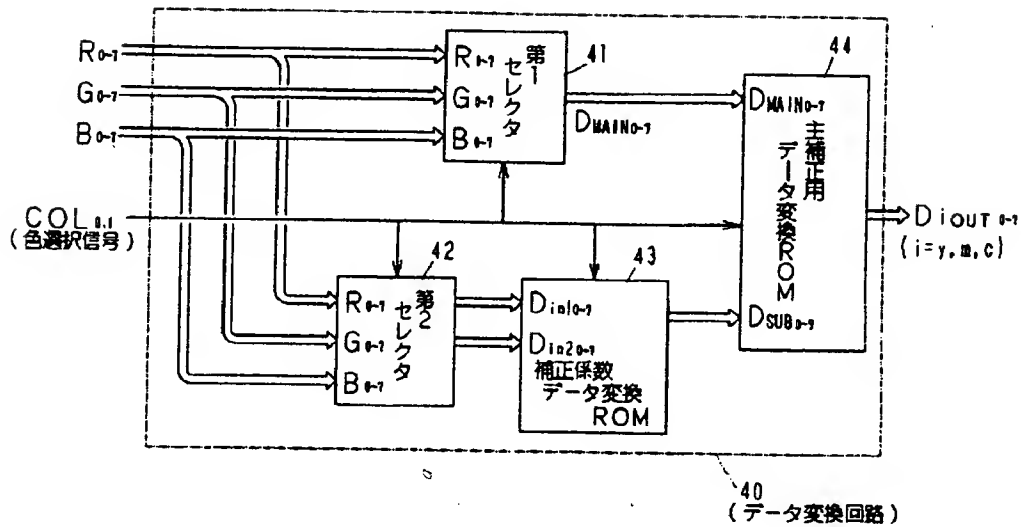 R0-7
G0-7
B0-7
COL0,1
(色選択信号)
R0-7
G0-7
B0-7
第1
セレクタ
41
DMAIN0-7
44
DMAIN0-7
主補正用
データ変換ROM
DSUB0-7
DiOUT 0-7
(i=y,m,c)
42
R0-7
G0-7
B0-7
第2
セレクタ
43
Din10-7
Din20-7
補正係数
データ変換
ROM
40
(データ変換回路)